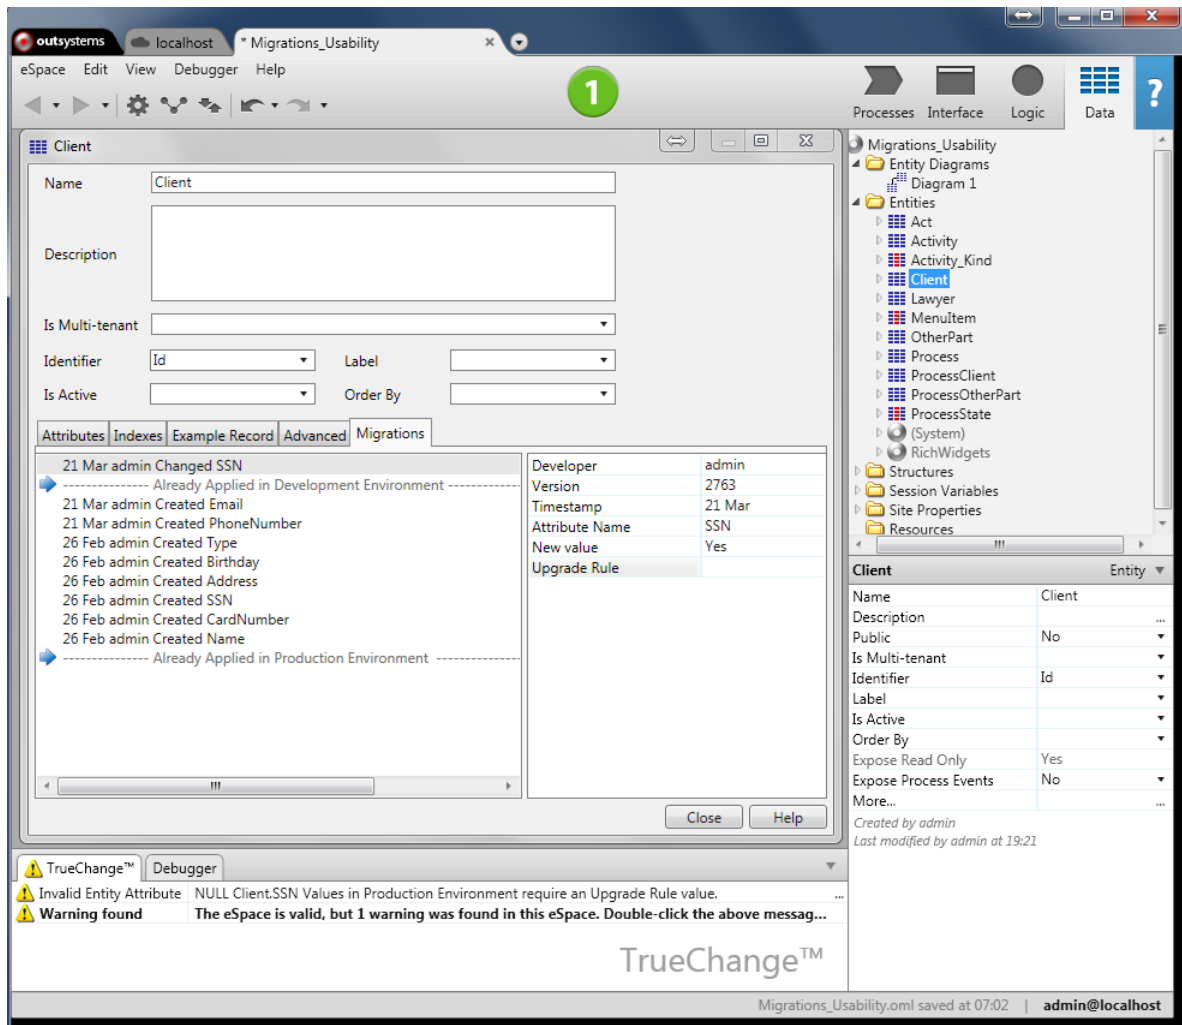 outsystems
localhost
* Migrations_Usability
eSpace Edit View Debugger Help
1
Processes Interface Logic Data
?
Client
Name Client
Description
Is Multi-tenant
Identifier Id Label
Is Active Order By
Attributes Indexes Example Record Advanced Migrations
21 Mar admin Changed SSN
--------------- Already Applied in Development Environment ------------
21 Mar admin Created Email
21 Mar admin Created PhoneNumber
26 Feb admin Created Type
26 Feb admin Created Birthday
26 Feb admin Created Address
26 Feb admin Created SSN
26 Feb admin Created CardNumber
26 Feb admin Created Name
--------------- Already Applied in Production Environment --------------
Developer admin
Version 2763
Timestamp 21 Mar
Attribute Name SSN
New value Yes
Upgrade Rule
Close Help
Migrations_Usability
Entity Diagrams
Diagram 1
Entities
Act
Activity
Activity_Kind
Client
Lawyer
MenuItem
OtherPart
Process
ProcessClient
ProcessOtherPart
ProcessState
(System)
RichWidgets
Structures
Session Variables
Site Properties
Resources
Client Entity
Name Client
Description ...
Public No
Is Multi-tenant
Identifier Id
Label
Is Active
Order By
Expose Read Only Yes
Expose Process Events No
More... ...
Created by admin
Last modified by admin at 19:21
TrueChange™ Debugger
Invalid Entity Attribute NULL Client.SSN Values in Production Environment require an Upgrade Rule value. ...
Warning found The eSpace is valid, but 1 warning was found in this eSpace. Double-click the above messag...
TrueChange™
Migrations_Usability.oml saved at 07:02 | admin@localhost